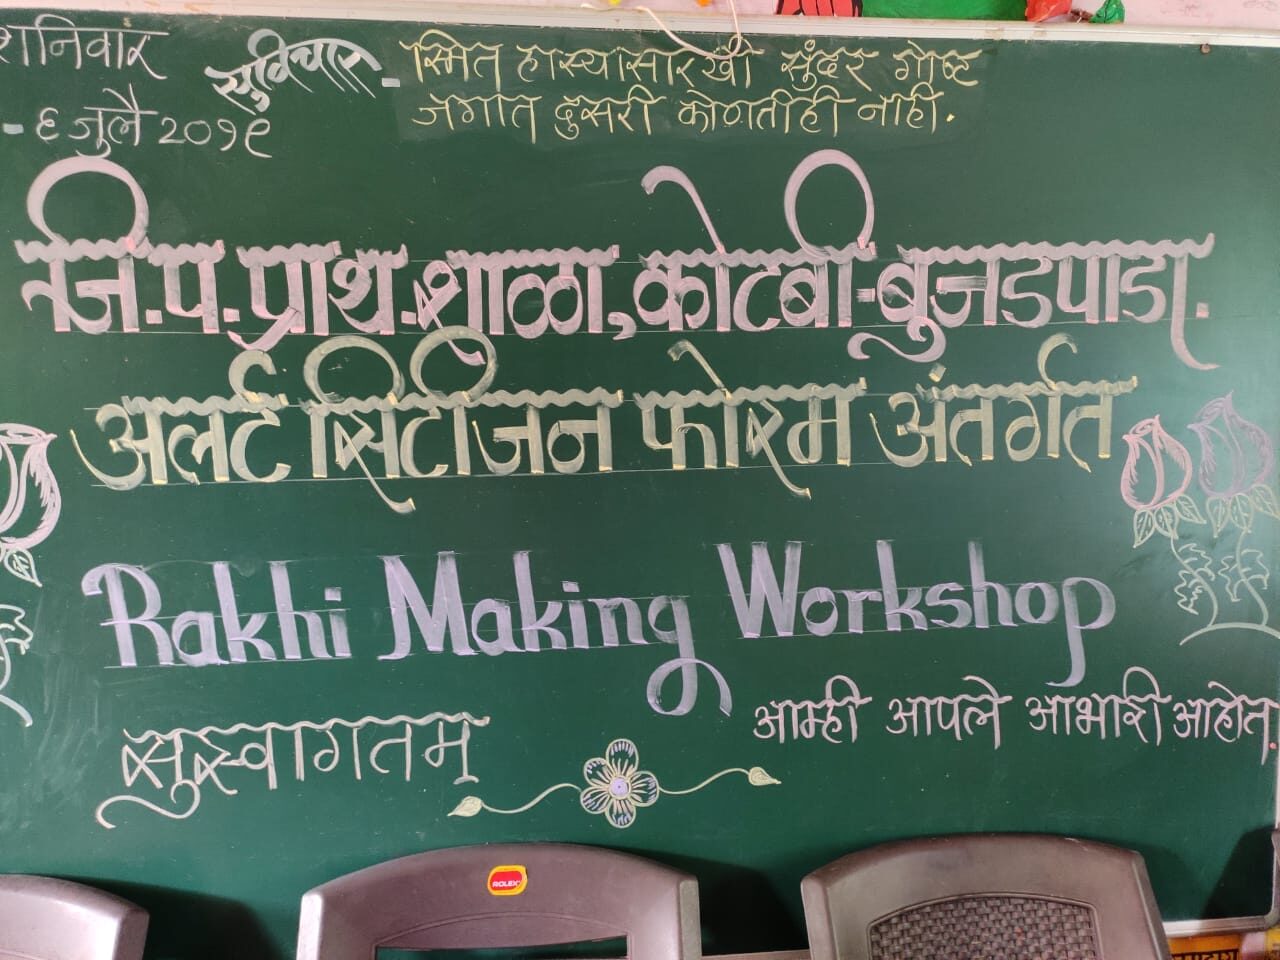 शनिवार
- ६ जुलै २०१९
सुविचार -
स्मित हास्यासारखी सुंदर गोष्ट
जगात दुसरी कोणतीही नाही.
जि.प.प्राथ.शाळा,कोटबी-बुजडपाडा.
अलर्ट सिटीजन फोरम अंतर्गत
Rakhi Making Workshop
सुस्वागतम्
आम्ही आपले आभारी आहोत.
ROLEX